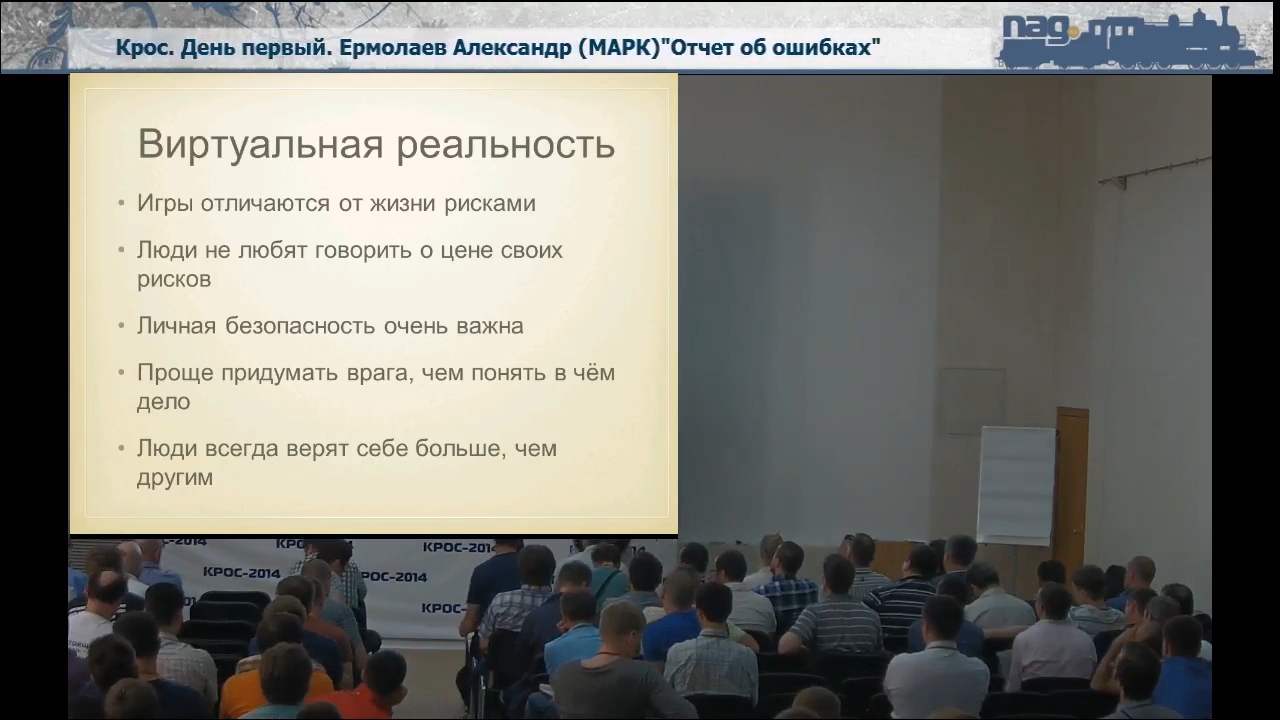 Крос. День первый. Ермолаев Александр (МАРК)"Отчет об ошибках"
nag
Виртуальная реальность
• Игры отличаются от жизни рисками
• Люди не любят говорить о цене своих
рисков
• Личная безопасность очень важна
• Проще придумать врага, чем понять в чём
дело
• Люди всегда верят себе больше, чем
другим
КРОС-2014
КРОС-2014
КРОС-2014